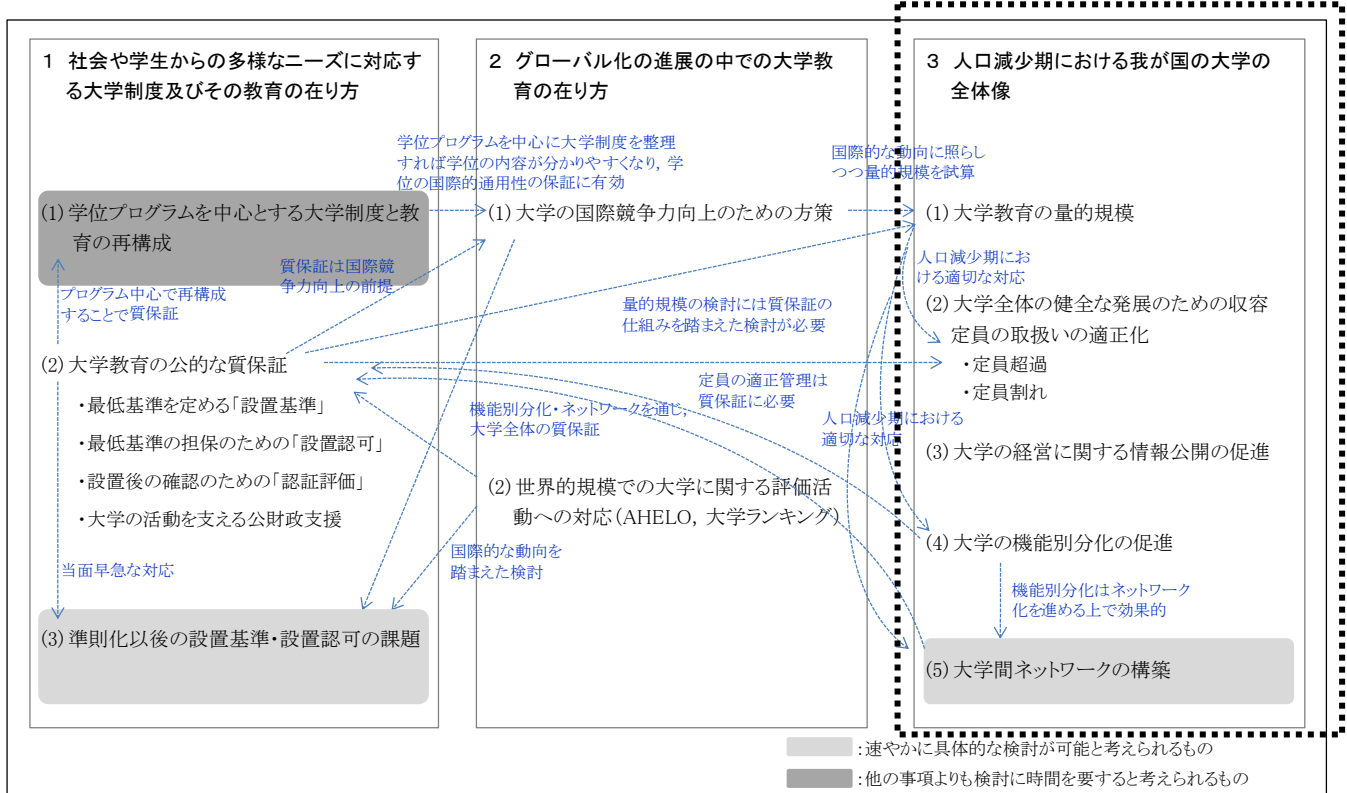 1 社会や学生からの多様なニーズに対応す
る大学制度及びその教育の在り方
(1) 学位プログラムを中心とする大学制度と教
育の再構成
プログラム中心で再構成
することで質保証
(2) 大学教育の公的な質保証
・最低基準を定める「設置基準」
・最低基準の担保のための「設置認可」
・設置後の確認のための「認証評価」
・大学の活動を支える公財政支援
当面早急な対応
(3) 準則化以後の設置基準・設置認可の課題
2 グローバル化の進展の中での大学教
育の在り方
学位プログラムを中心に大学制度を整理
すれば学位の内容が分かりやすくなり，学
位の国際的通用性の保証に有効
(1) 大学の国際競争力向上のための方策
質保証は国際競
争力向上の前提
量的規模の検討には質保証の
仕組みを踏まえた検討が必要
定員の適正管理は
質保証に必要
機能別分化・ネットワークを通じ，
大学全体の質保証
(2) 世界的規模での大学に関する評価活
動への対応（AHELO，大学ランキング）
国際的な動向を
踏まえた検討
3 人口減少期における我が国の大学の
全体像
国際的な動向に照らし
つつ量的規模を試算
(1) 大学教育の量的規模
人口減少期にお
ける適切な対応
(2) 大学全体の健全な発展のための収容
定員の取扱いの適正化
・定員超過
・定員割れ
人口減少期における
適切な対応
(3) 大学の経営に関する情報公開の促進
(4) 大学の機能別分化の促進
機能別分化はネットワーク
化を進める上で効果的
(5) 大学間ネットワークの構築
：速やかに具体的な検討が可能と考えられるもの
：他の事項よりも検討に時間を要すると考えられるもの